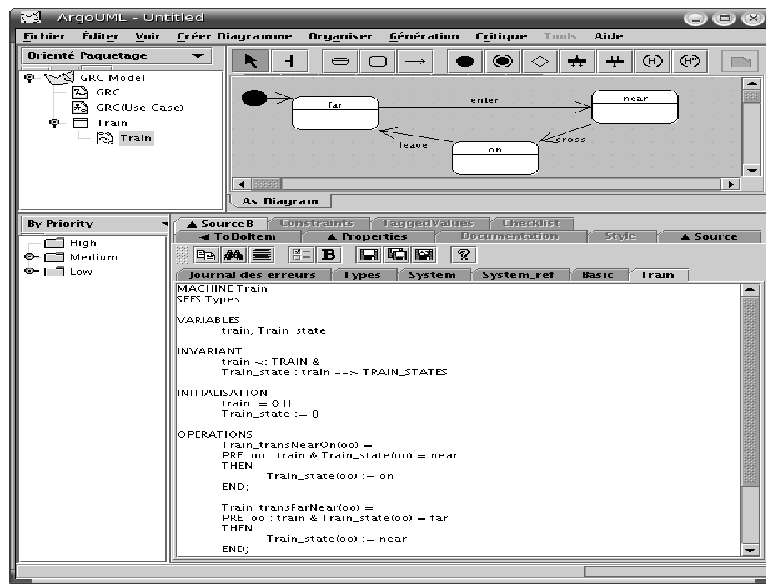 ArgoUML - Untitled
Fichier Éditer Voir Créer Diagramme Organiser Génération Critique Tools Aide
Orienté Paquetage
GRC Model
GRC
GRC(Use Case)
Train
Train
far
enter
near
leave
on
cross
As Diagram
By Priority
High
Medium
Low
Source B Constraints TaggedValues Checklist
ToDoItem Properties Documentation Style Source
B
?
Journal des erreurs Types System System_ref Basic Train
MACHINE Train
SEES Types
VARIABLES
train, Train_state
INVARIANT
train <: TRAIN &
Train_state : train --> TRAIN_STATES
INITIALISATION
train := {} ||
Train_state := {}
OPERATIONS
Train_transNearOn(oo) =
PRE oo : train & Train_state(oo) = near
THEN
Train_state(oo) := on
END;
Train_transFarNear(oo) =
PRE oo : train & Train_state(oo) = far
THEN
Train_state(oo) := near
END;